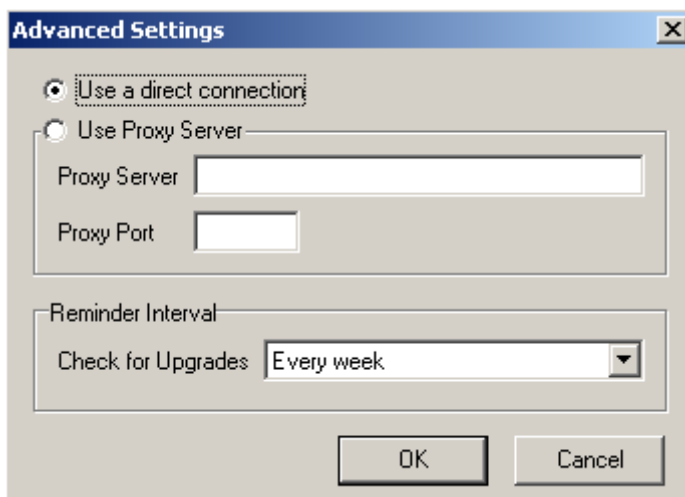 Advanced Settings
Use a direct connection
Use Proxy Server
Proxy Server
Proxy Port
Reminder Interval
Check for Upgrades Every week
OK Cancel